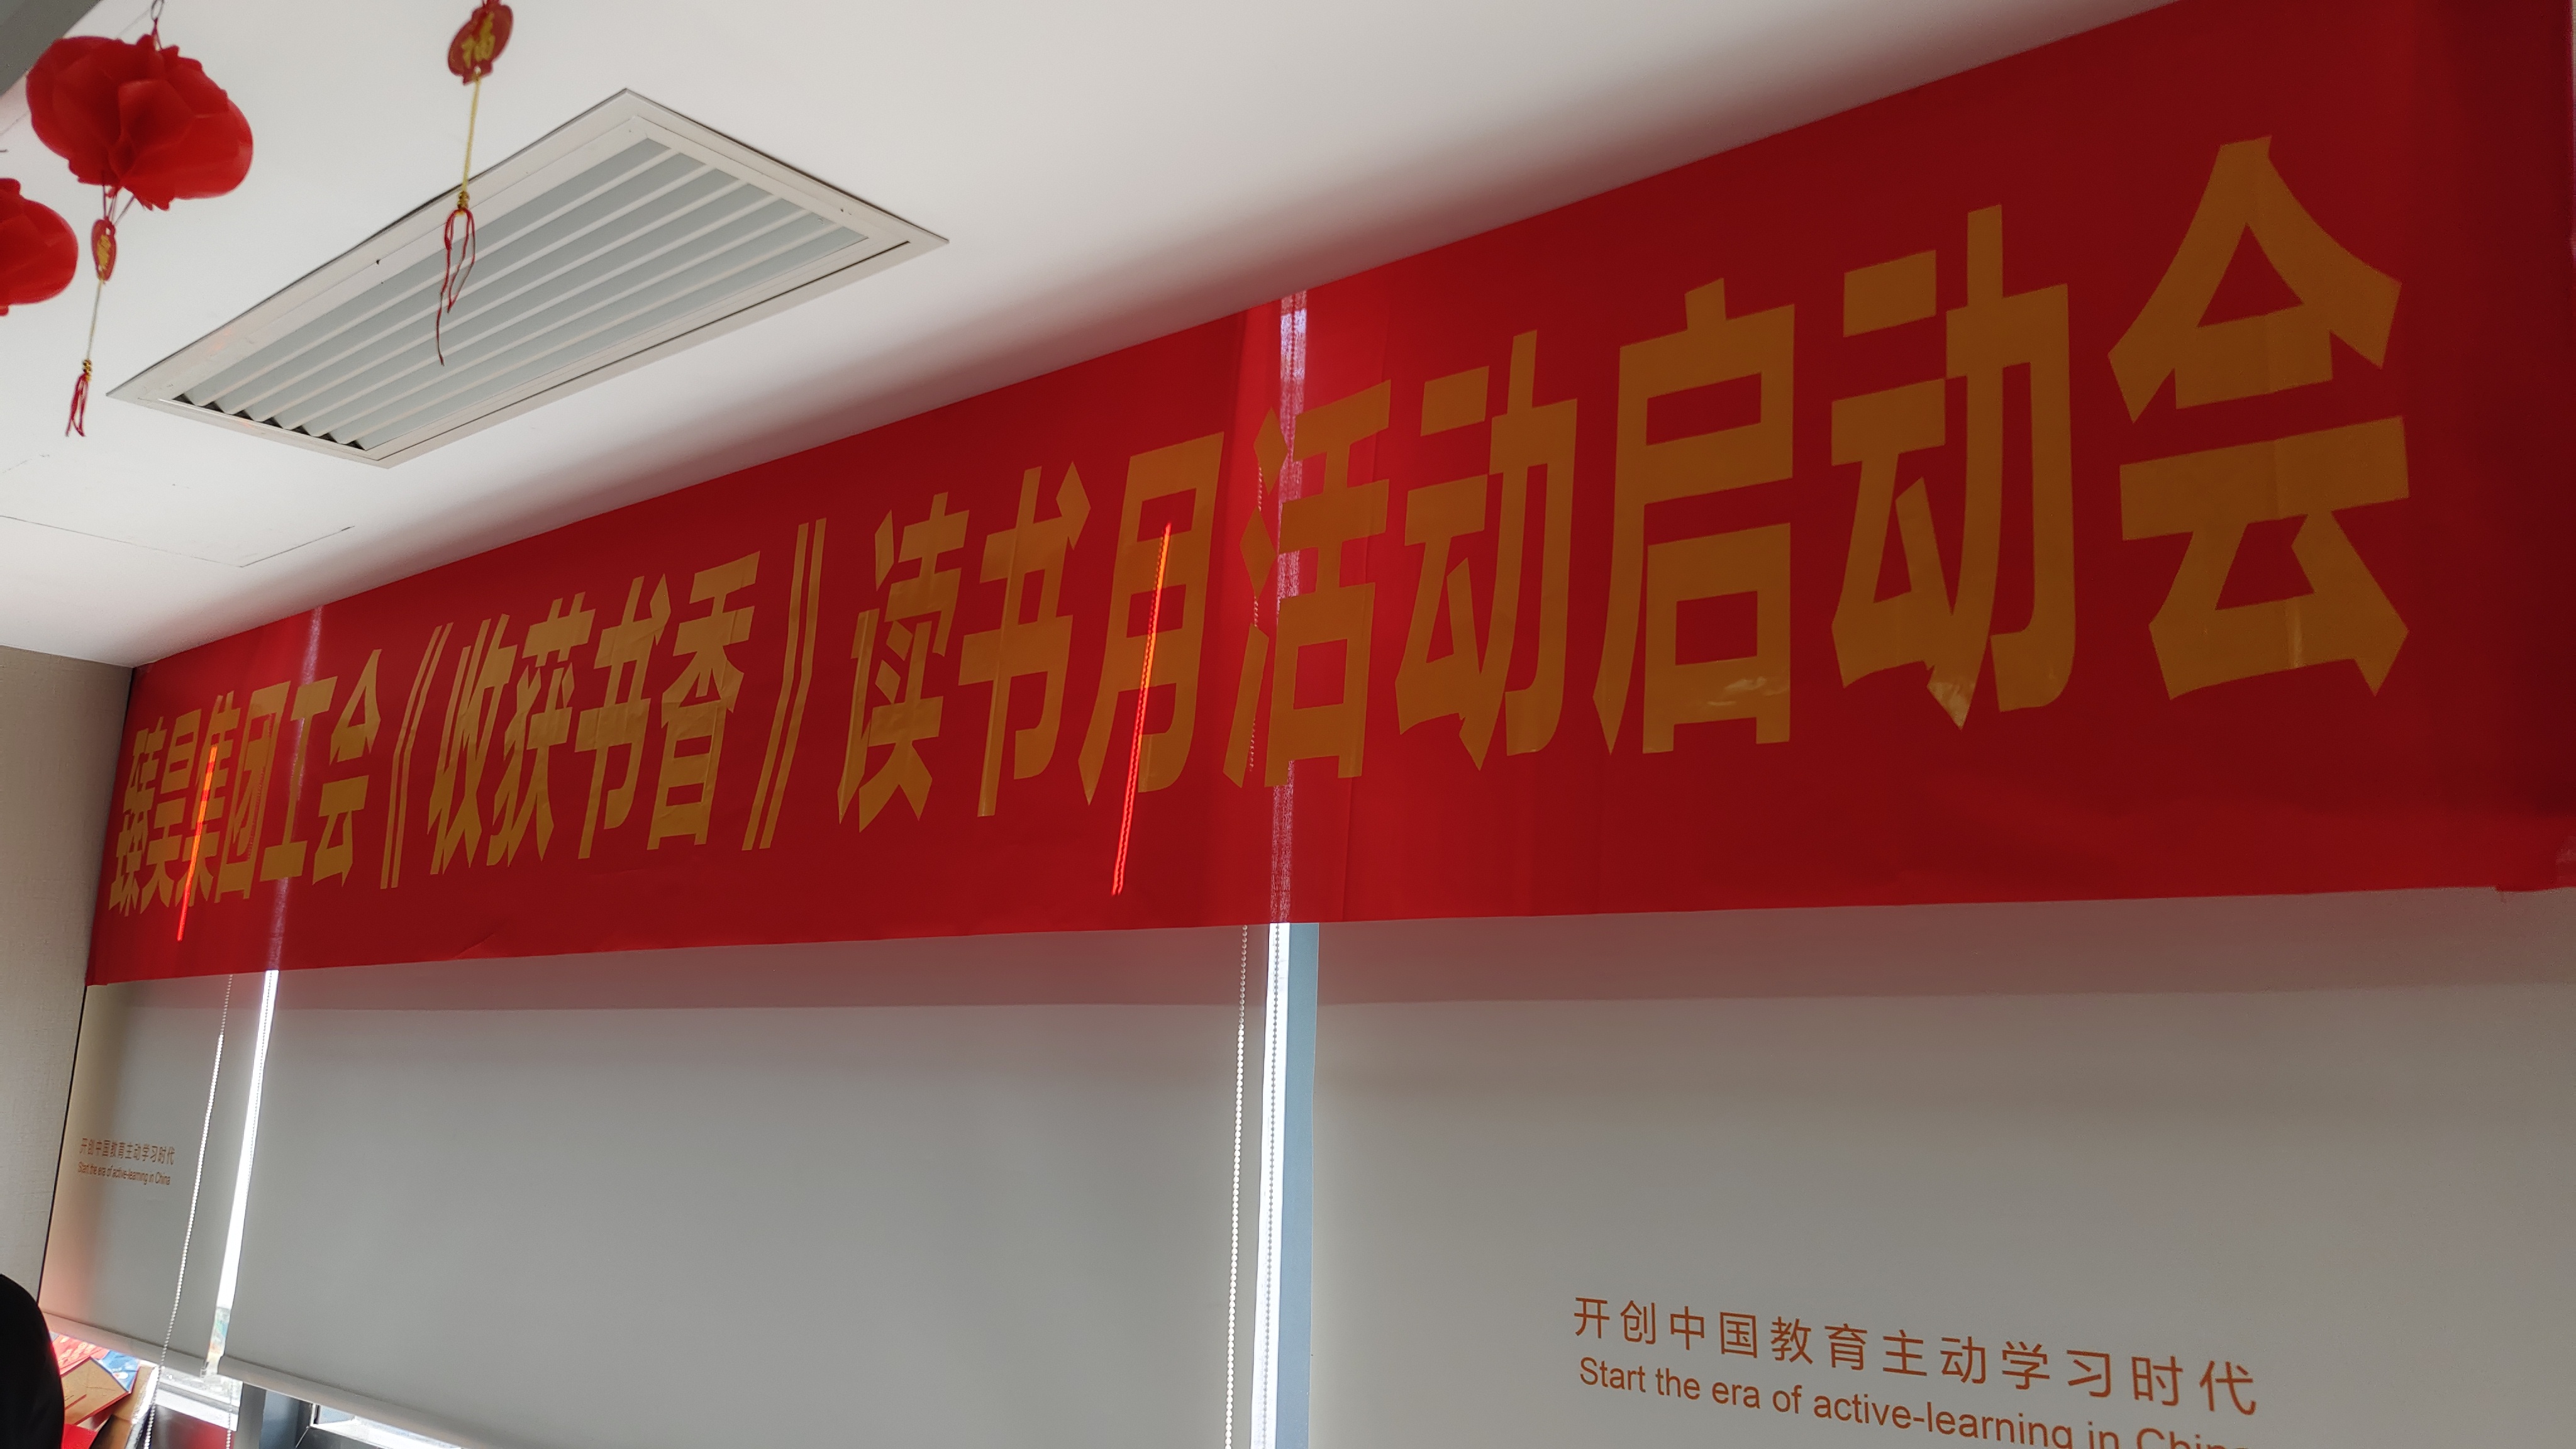 福
臻昊集团工会《收获书香》读书月活动启动会
开创中国教育主动学习时代
Start the era of active-learning in China
开创中国教育主动学习时代
Start the era of active-learning in China